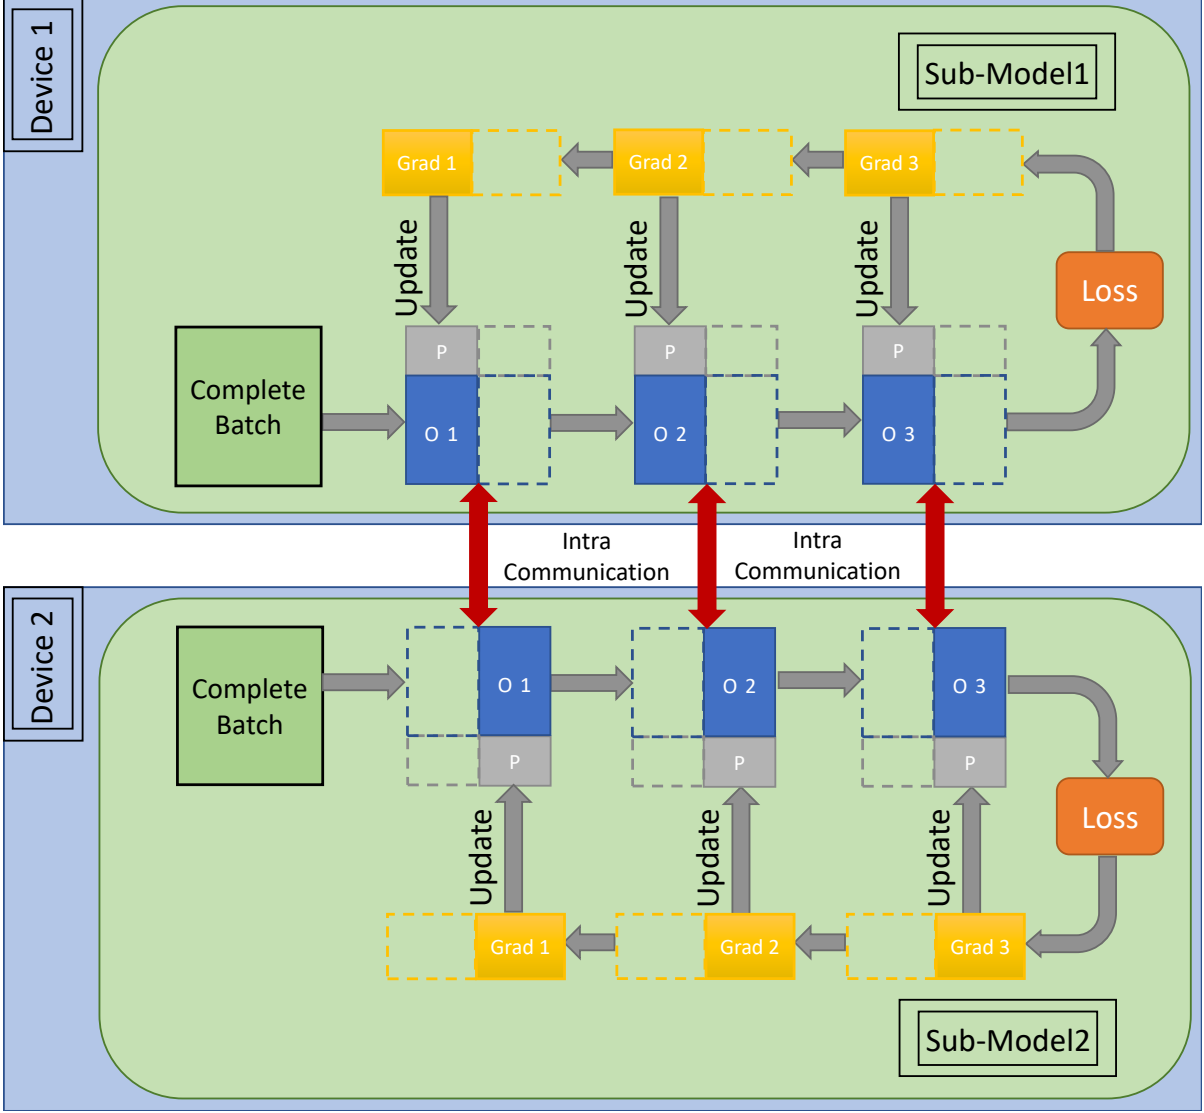 Device 1
Sub-Model1
Grad 1
Grad 2
Grad 3
Update
Update
Update
Loss
P
P
P
Complete
Batch
O 1
O 2
O 3
Intra
Communication
Intra
Communication
Device 2
Complete
Batch
O 1
O 2
O 3
P
P
P
Loss
Update
Update
Update
Grad 1
Grad 2
Grad 3
Sub-Model2